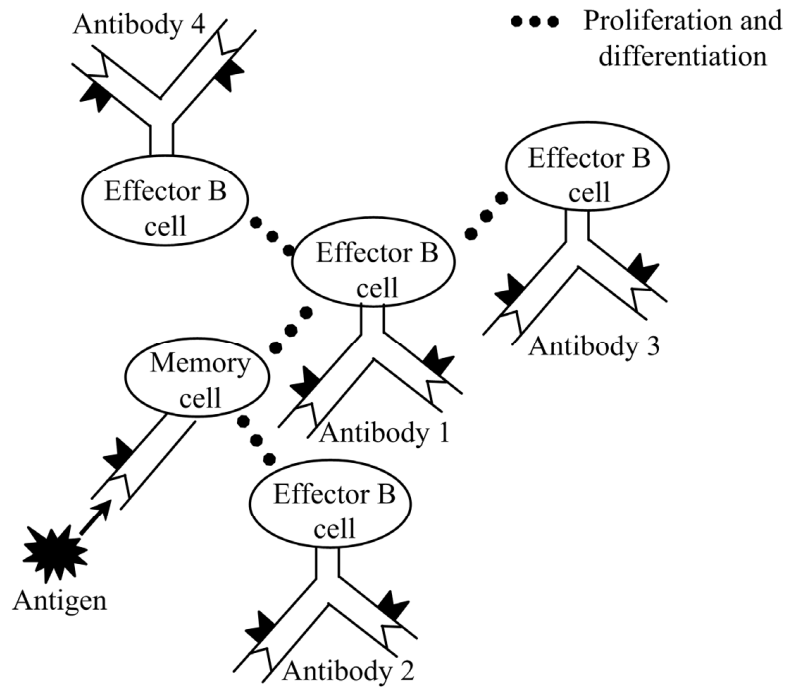 Antibody 4
Proliferation and
differentiation
Effector B
cell
Effector B
cell
Effector B
cell
Antibody 3
Memory
cell
Antibody 1
Effector B
cell
Antigen
Antibody 2